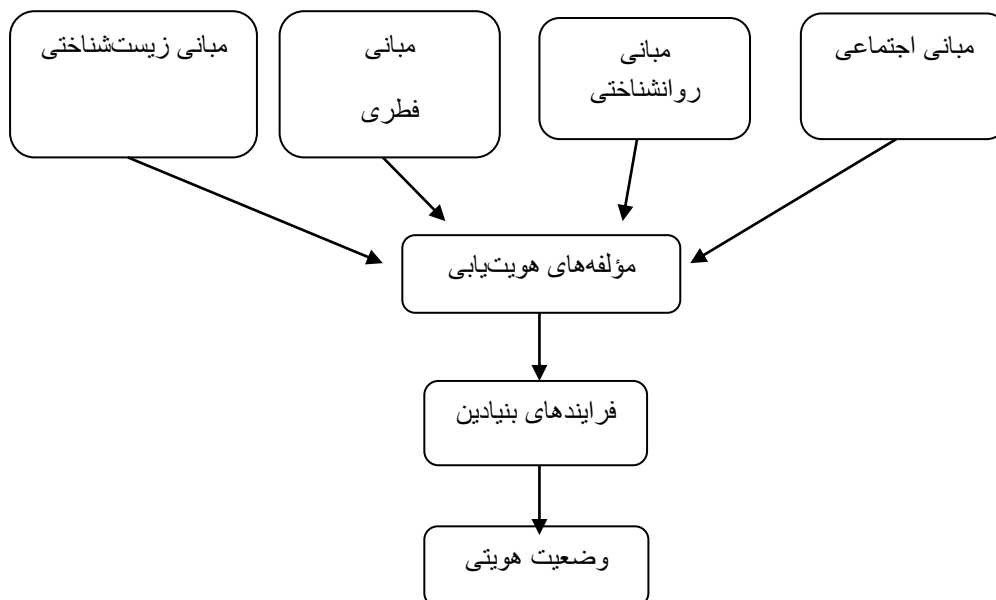 مبانی اجتماعی
مبانی
روانشناختی
مبانی
فطری
مبانی زیست‌شناختی
مؤلفه‌های هویت‌یابی
فرایندهای بنیادین
وضعیت هویتی